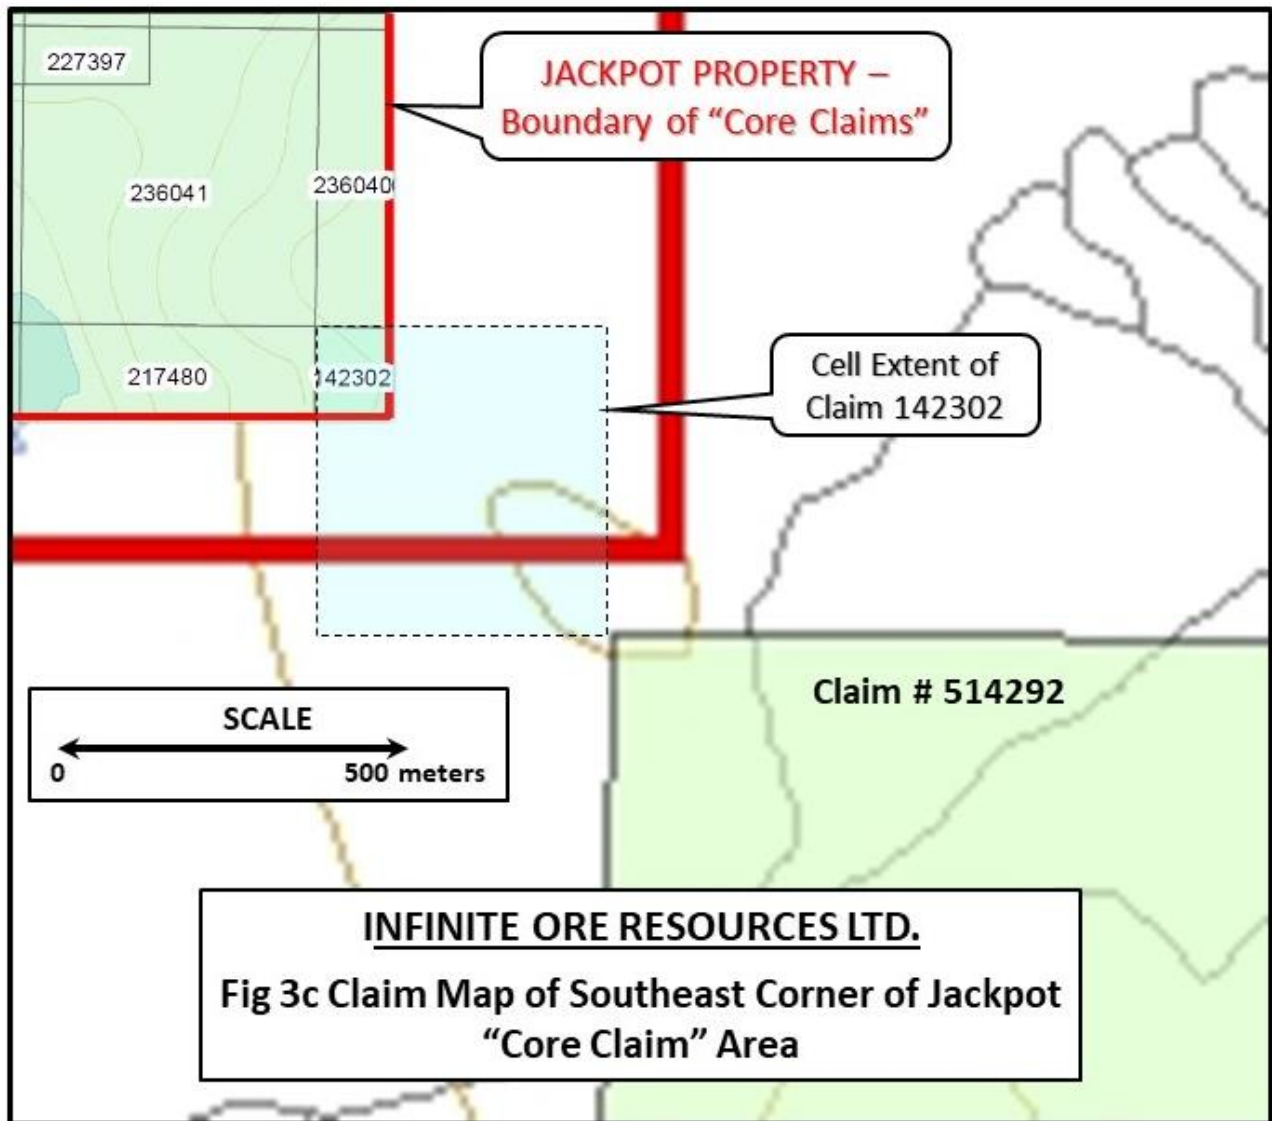 227397
JACKPOT PROPERTY –
Boundary of “Core Claims”
236041
236040
217480
142302
Cell Extent of
Claim 142302
Claim # 514292
SCALE
0
500 meters
INFINITE ORE RESOURCES LTD.
Fig 3c Claim Map of Southeast Corner of Jackpot
“Core Claim” Area